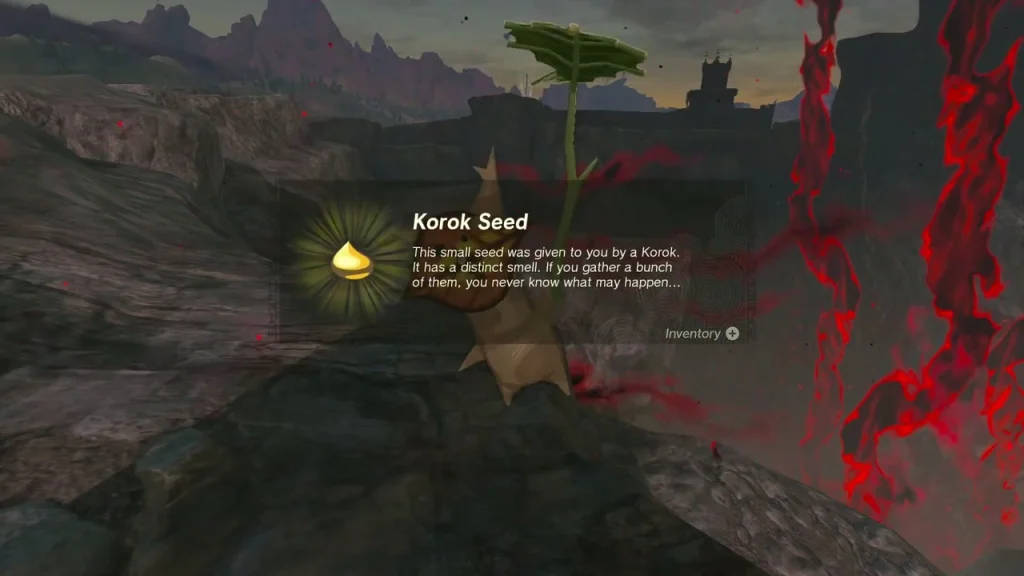 Korok Seed
This small seed was given to you by a Korok.
It has a distinct smell. If you gather a bunch
of them, you never know what may happen...
Inventory +